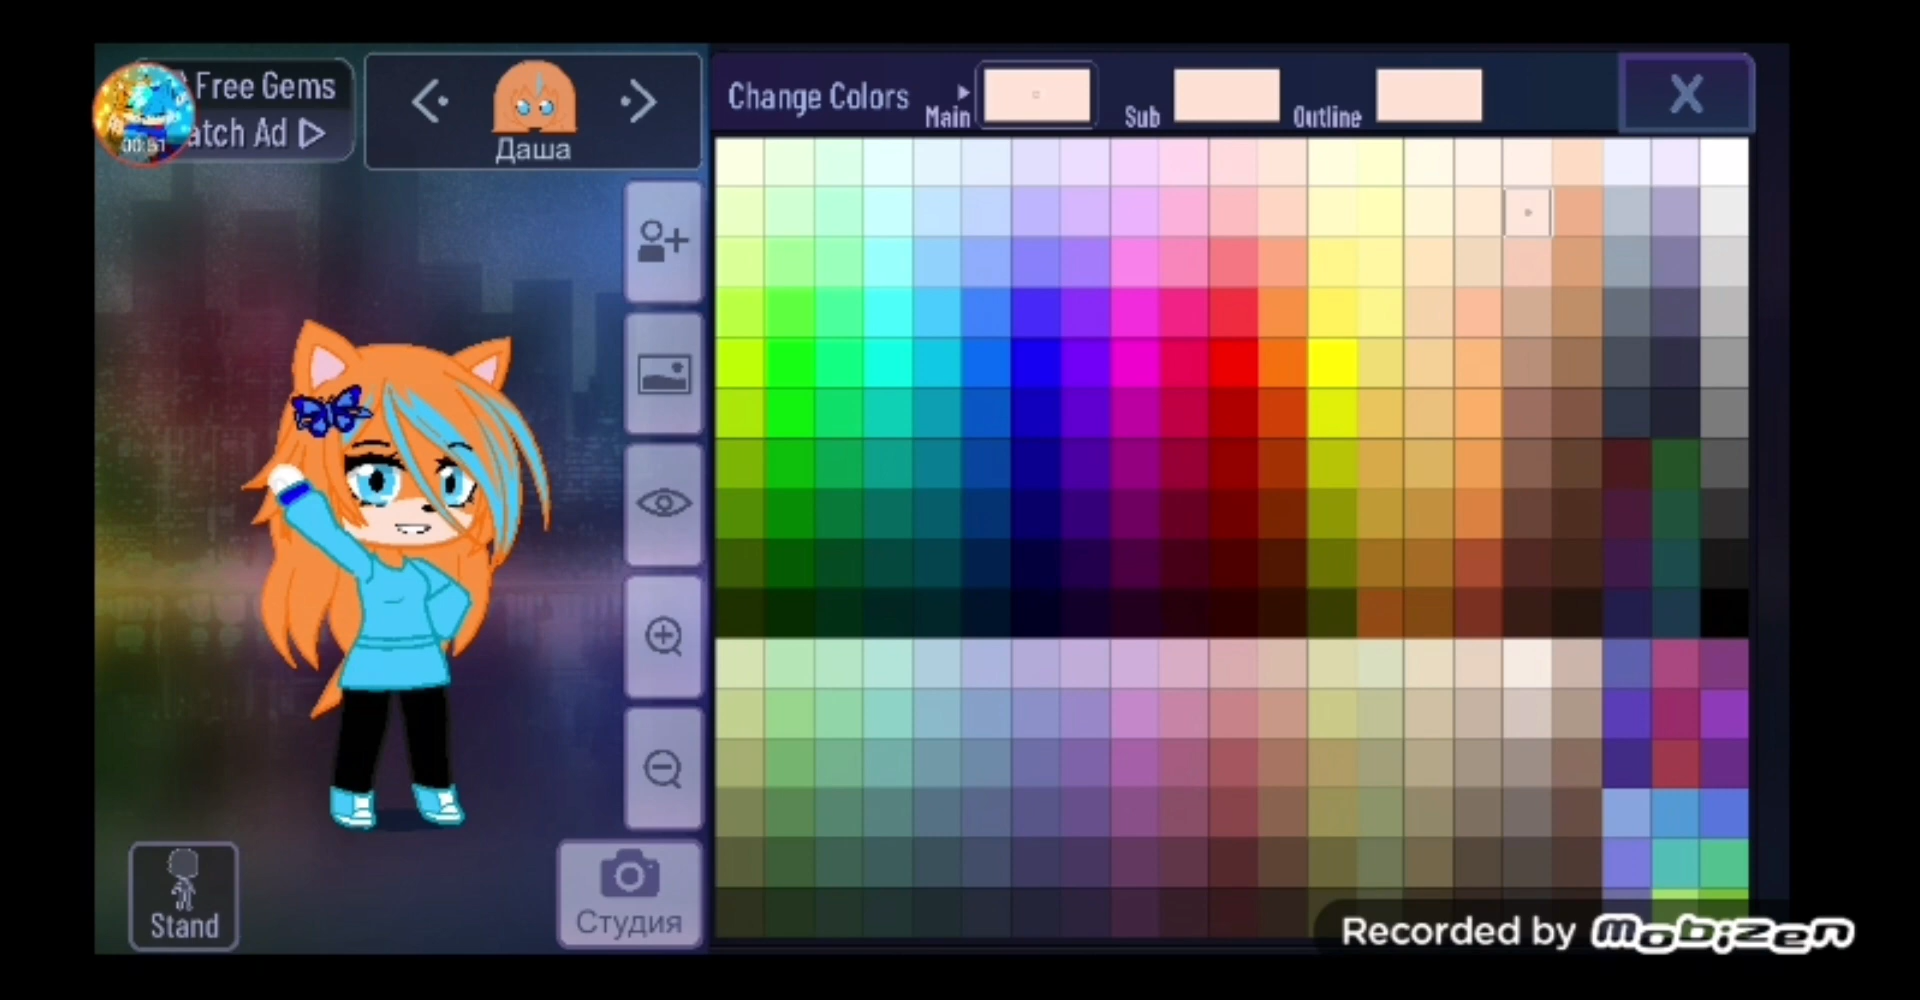 Free Gems
atch Ad
00:51
Даша
Change Colors
Main
Sub
Outline
X
Stand
Студия
Recorded by Mobizen